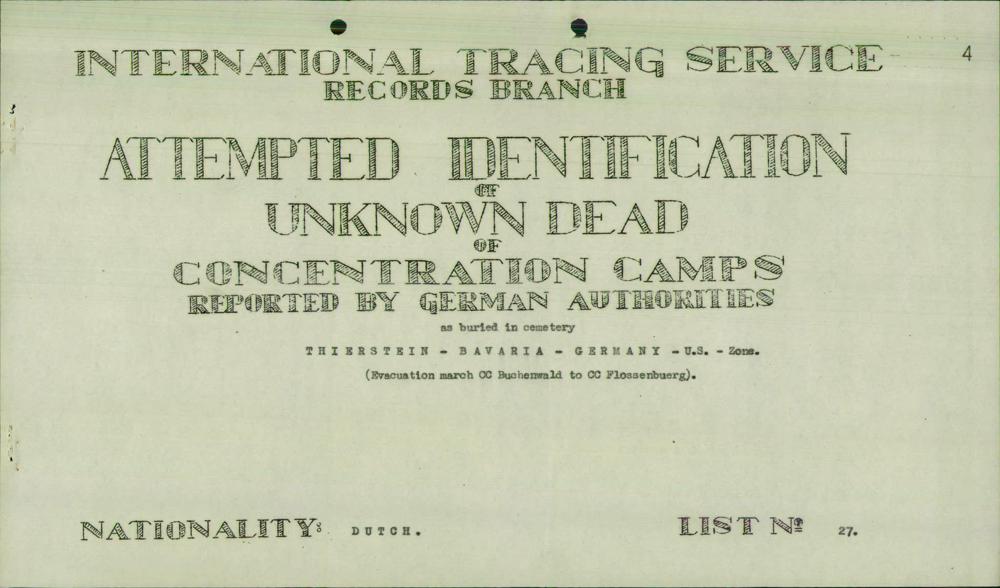 INTERNATIONAL TRACING SERVICE 4
RECORDS BRANCH
ATTEMPTED IDENTIFICATION
OF
UNKNOWN DEAD
OF
CONCENTRATION CAMPS
REPORTED BY GERMAN AUTHORITIES
as buried in cemetery
THIERSTEIN - BAVARIA - GERMANY - U.S. - Zone.
(Evacuation march CC Buchenwald to CC Flossenbuerg).
NATIONALITY: DUTCH. LIST Nº 27.